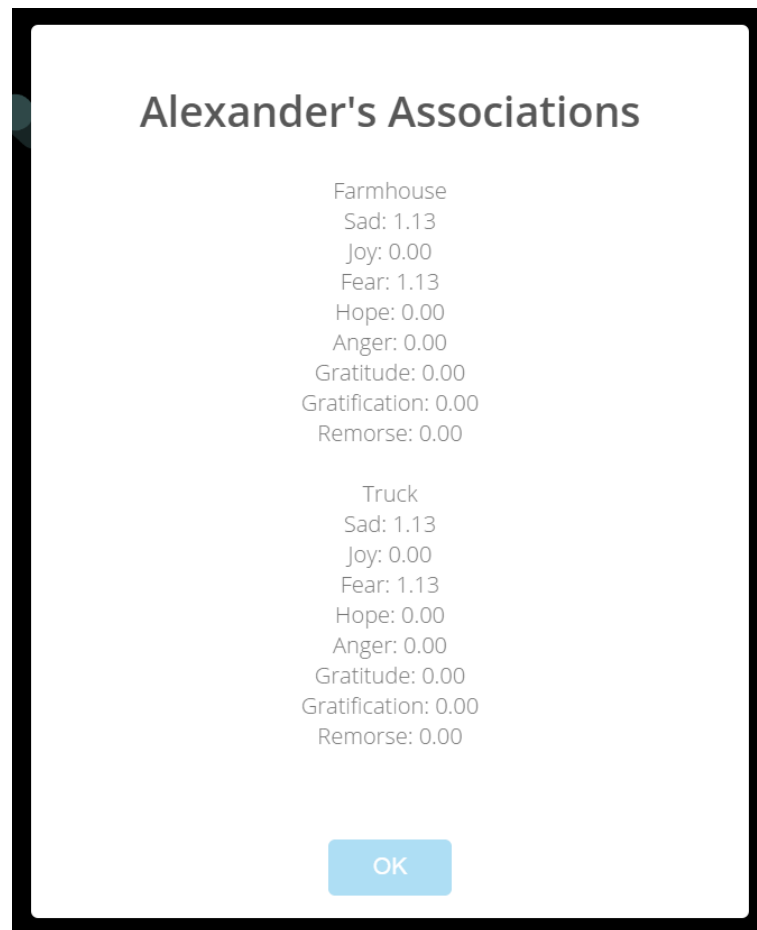 Alexander's Associations
Farmhouse
Sad: 1.13
Joy: 0.00
Fear: 1.13
Hope: 0.00
Anger: 0.00
Gratitude: 0.00
Gratification: 0.00
Remorse: 0.00
Truck
Sad: 1.13
Joy: 0.00
Fear: 1.13
Hope: 0.00
Anger: 0.00
Gratitude: 0.00
Gratification: 0.00
Remorse: 0.00
OK